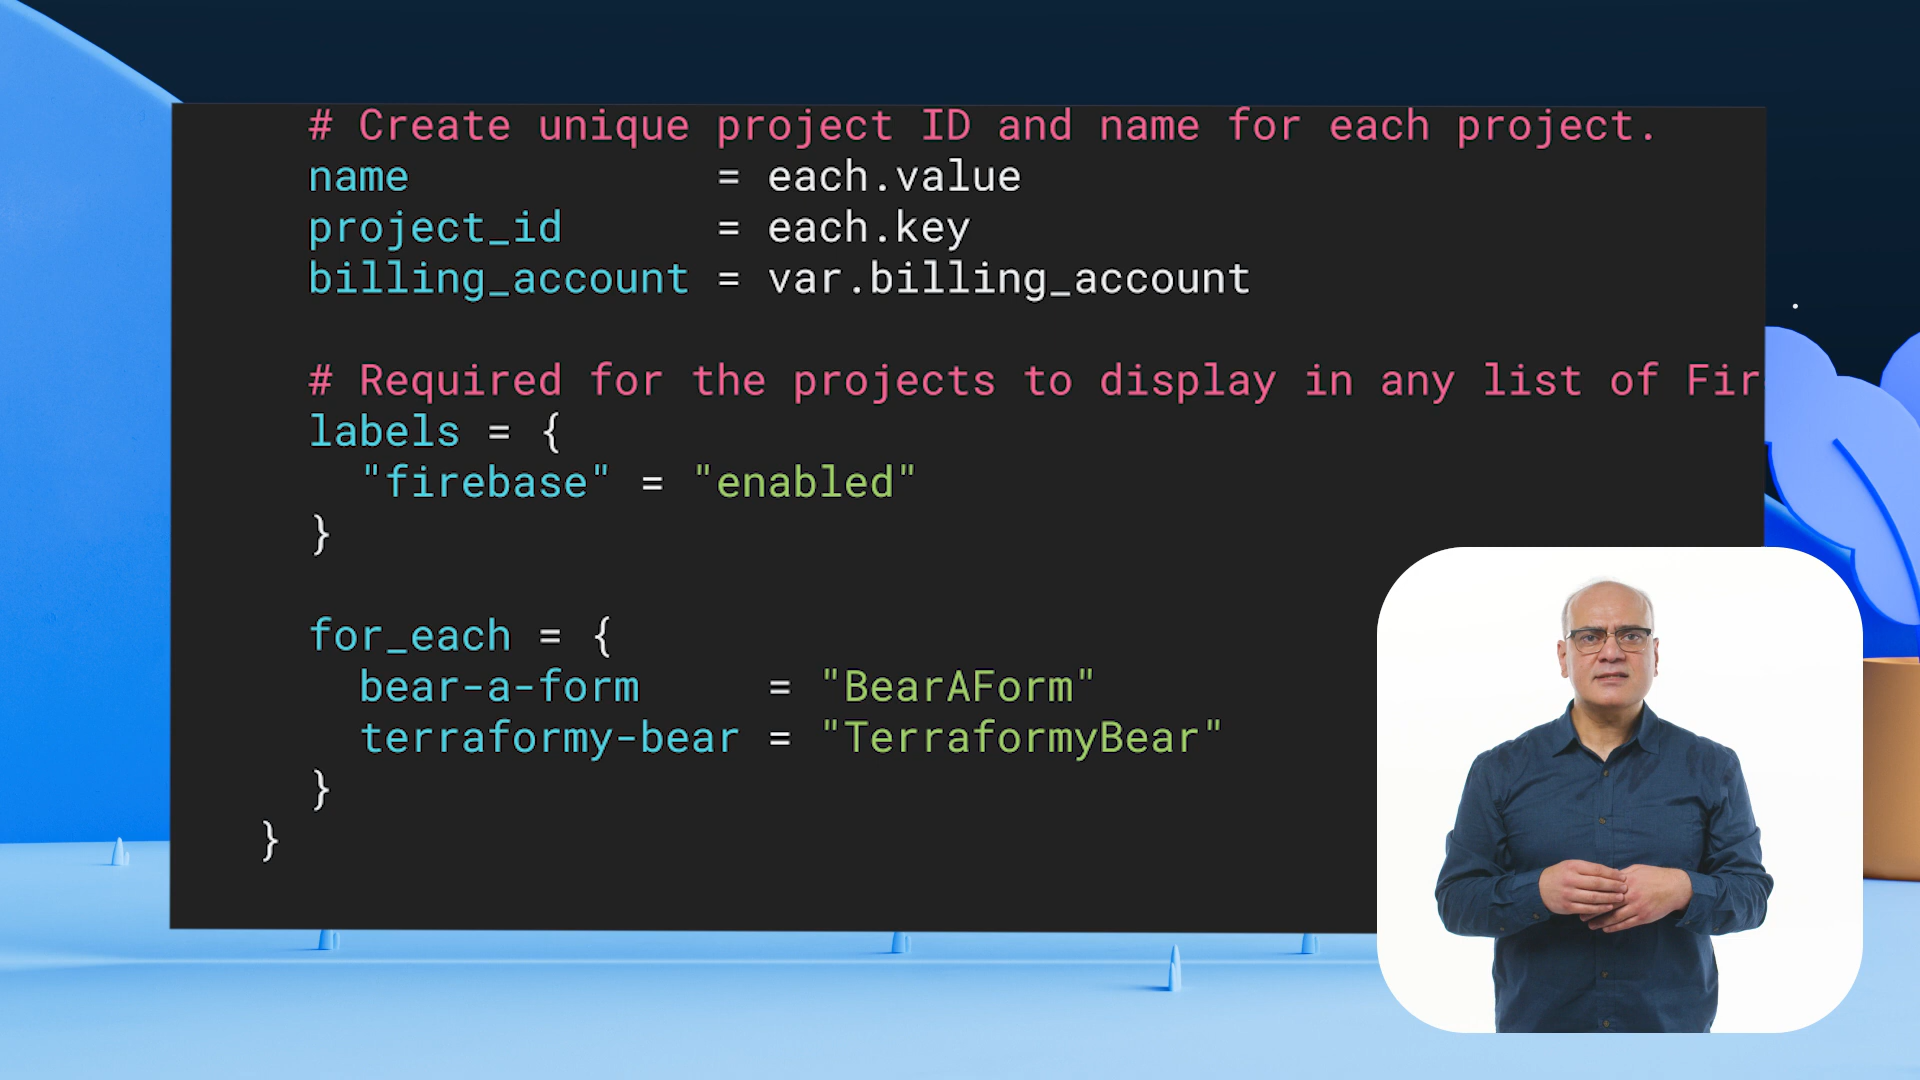 # Create unique project ID and name for each project.
name = each.value
project_id = each.key
billing_account = var.billing_account
# Required for the projects to display in any list of Fir
labels = {
"firebase" = "enabled"
}
for_each = {
bear-a-form = "BearAForm"
terraformy-bear = "TerraformyBear"
}
}